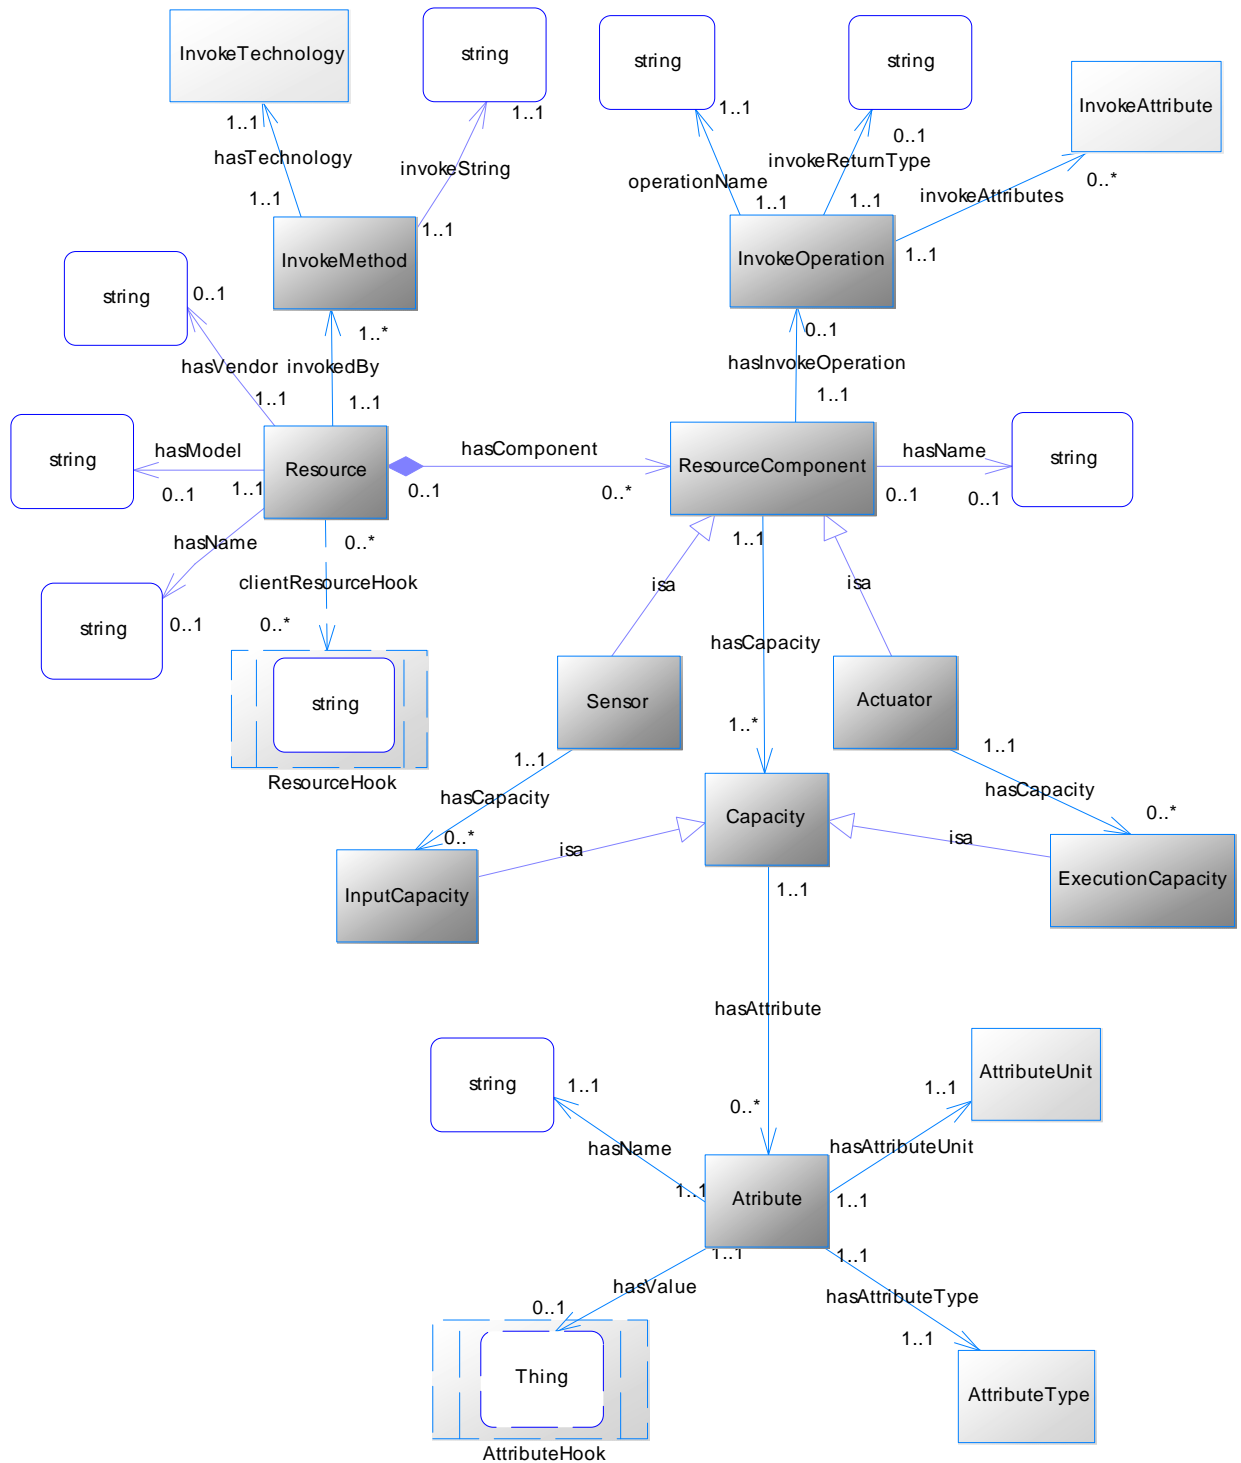 InvokeTechnology
string
string
string
InvokeAttribute
1..1
1..1
1..1
0..1
hasTechnology
invokeString
operationName
invokeReturnType
invokeAttributes
0..*
1..1
1..1
1..1
1..1
1..1
InvokeMethod
InvokeOperation
string
0..1
1..*
0..1
hasVendor
invokedBy
hasInvokeOperation
1..1
1..1
1..1
string
hasModel
Resource
hasComponent
ResourceComponent
hasName
string
0..1
1..1
0..1
0..*
0..1
0..1
hasName
0..*
1..1
clientResourceHook
isa
isa
string
0..1
0..*
hasCapacity
string
Sensor
Actuator
ResourceHook
1..*
1..1
1..1
hasCapacity
hasCapacity
Capacity
0..*
0..*
isa
isa
InputCapacity
1..1
ExecutionCapacity
hasAttribute
string
1..1
AttributeUnit
1..1
0..*
hasName
hasAttributeUnit
1..1
Atribute
1..1
1..1
1..1
hasValue
hasAttributeType
0..1
1..1
Thing
AttributeType
AttributeHook